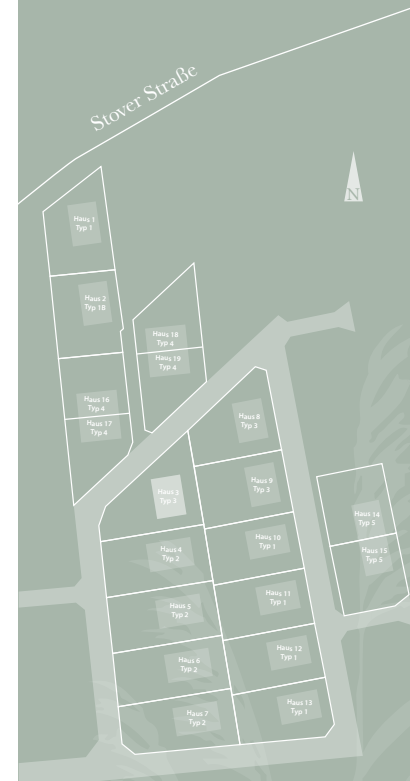 Stover Straße
N
Haus 1
Typ 1
Haus 2
Typ 1B
Haus 18
Typ 4
Haus 19
Typ 4
Haus 16
Typ 4
Haus 17
Typ 4
Haus 8
Typ 3
Haus 3
Typ 3
Haus 9
Typ 3
Haus 14
Typ 5
Haus 10
Typ 1
Haus 4
Typ 2
Haus 15
Typ 5
Haus 11
Typ 1
Haus 5
Typ 2
Haus 12
Typ 1
Haus 6
Typ 2
Haus 13
Typ 1
Haus 7
Typ 2